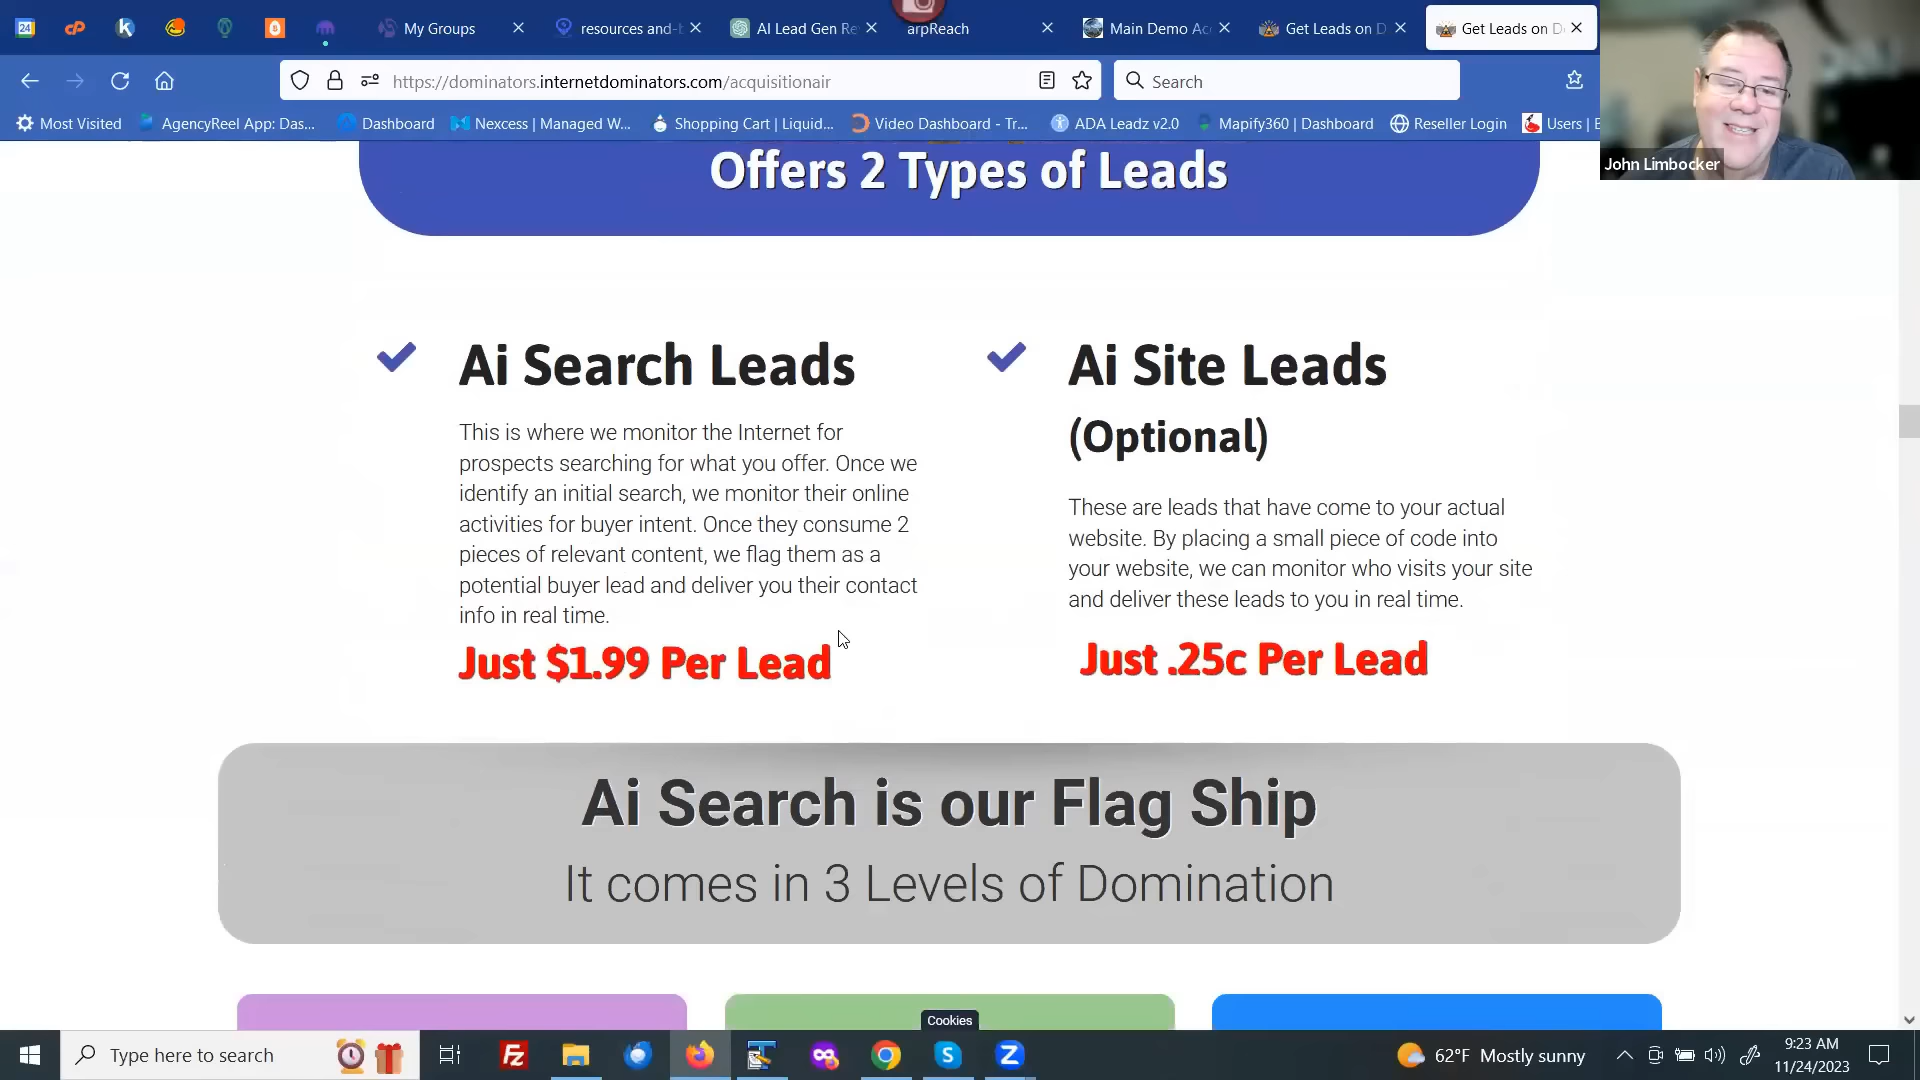 24
My Groups
resources and-b
AI Lead Gen Re
arpReach
Main Demo Ac
Get Leads on D
Get Leads on D
https://dominators.internetdominators.com/acquisitionair
Search
Most Visited
AgencyReel App: Das...
Dashboard
Nexcess | Managed W...
Shopping Cart | Liquid...
Video Dashboard - Tr...
ADA Leadz v2.0
Mapify360 | Dashboard
Reseller Login
Users | E
John Limbocker
Offers 2 Types of Leads
Ai Search Leads
This is where we monitor the Internet for
prospects searching for what you offer. Once we
identify an initial search, we monitor their online
activities for buyer intent. Once they consume 2
pieces of relevant content, we flag them as a
potential buyer lead and deliver you their contact
info in real time.
Just $1.99 Per Lead
Ai Site Leads
(Optional)
These are leads that have come to your actual
website. By placing a small piece of code into
your website, we can monitor who visits your site
and deliver these leads to you in real time.
Just .25c Per Lead
Ai Search is our Flag Ship
It comes in 3 Levels of Domination
Cookies
Type here to search
62°F Mostly sunny
9:23 AM
11/24/2023